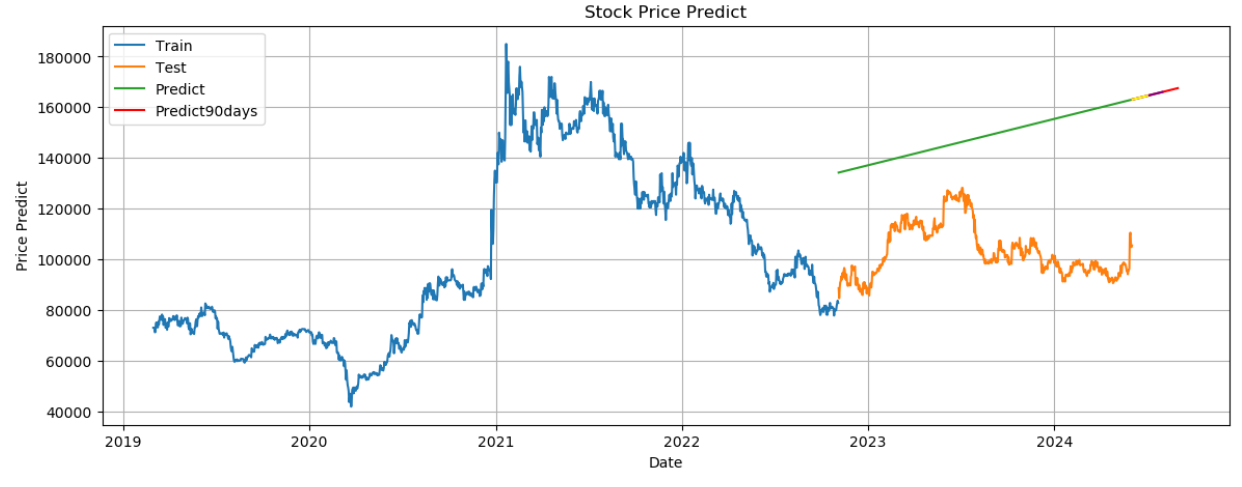 Stock Price Predict
Train
Test
Predict
Predict90days
180000
160000
140000
120000
100000
80000
60000
40000
Price Predict
2019 2020 2021 2022 2023 2024
Date